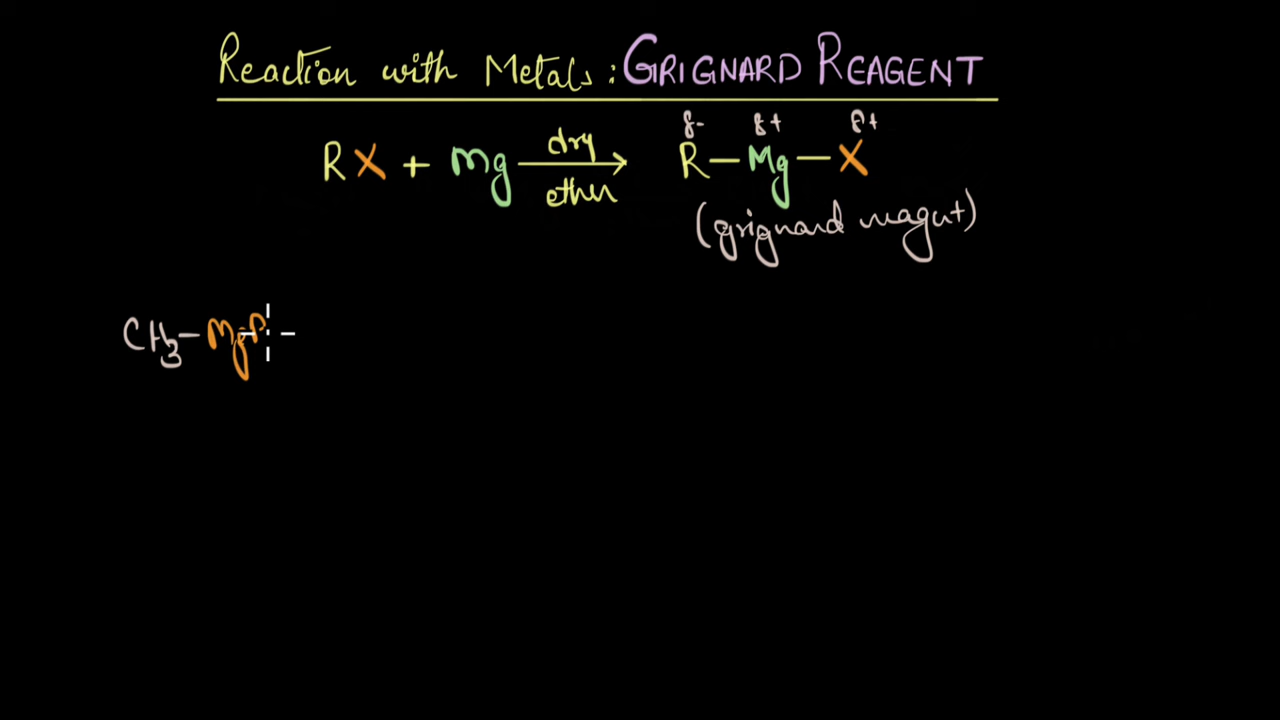 Reaction with Metals: GRIGNARD REAGENT
RX + Mg dry ether → R–Mg–X
δ- δ+ δ+
(grignard reagent)
CH3–Mg